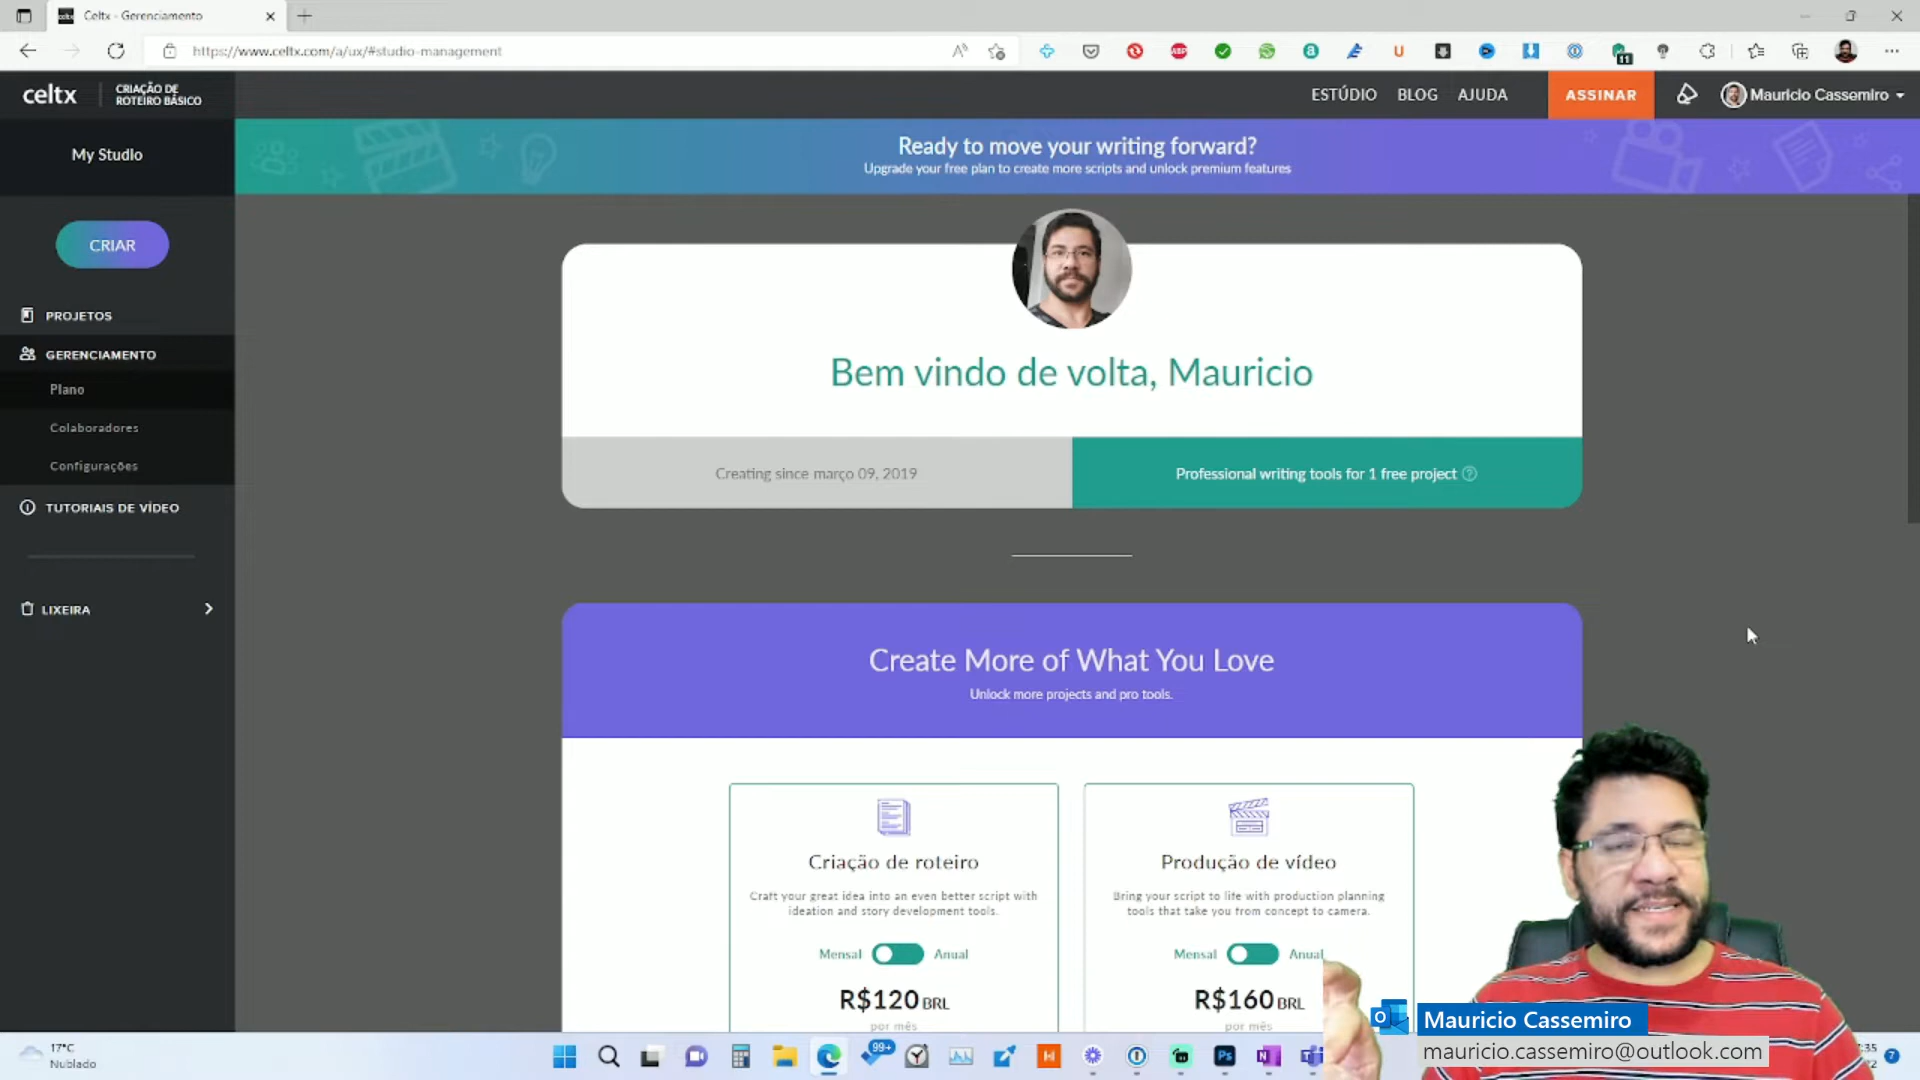 Celtx - Gerenciamento
https://www.celtx.com/a/ux/#studio-management
celtx
CRIAÇÃO DE
ROTEIRO BÁSICO
ESTÚDIO
BLOG
AJUDA
ASSINAR
Mauricio Cassemiro
My Studio
Ready to move your writing forward?
Upgrade your free plan to create more scripts and unlock premium features
CRIAR
PROJETOS
GERENCIAMENTO
Plano
Colaboradores
Configurações
TUTORIAIS DE VÍDEO
LIXEIRA
Bem vindo de volta, Mauricio
Creating since março 09, 2019
Professional writing tools for 1 free project
Create More of What You Love
Unlock more projects and pro tools.
Criação de roteiro
Craft your great idea into an even better script with
ideation and story development tools.
Mensal
Anual
R$120 BRL
por mês
Produção de vídeo
Bring your script to life with production planning
tools that take you from concept to camera.
Mensal
Anual
R$160 BRL
por mês
Mauricio Cassemiro
mauricio.cassemiro@outlook.com
17°C
Nublado
99+